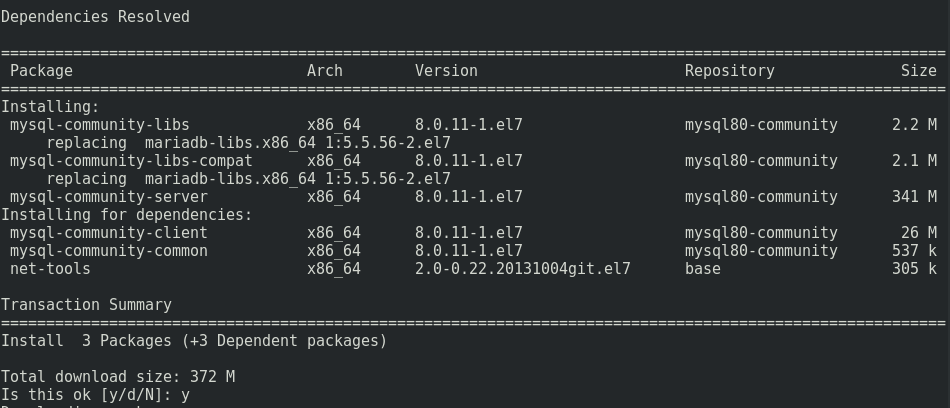 Dependencies Resolved
================================================================================
Package Arch Version Repository Size
================================================================================
Installing:
mysql-community-libs x86_64 8.0.11-1.el7 mysql80-community 2.2 M
replacing mariadb-libs.x86_64 1:5.5.56-2.el7
mysql-community-libs-compat x86_64 8.0.11-1.el7 mysql80-community 2.1 M
replacing mariadb-libs.x86_64 1:5.5.56-2.el7
mysql-community-server x86_64 8.0.11-1.el7 mysql80-community 341 M
Installing for dependencies:
mysql-community-client x86_64 8.0.11-1.el7 mysql80-community 26 M
mysql-community-common x86_64 8.0.11-1.el7 mysql80-community 537 k
net-tools x86_64 2.0-0.22.20131004git.el7 base 305 k
Transaction Summary
================================================================================
Install 3 Packages (+3 Dependent packages)
Total download size: 372 M
Is this ok [y/d/N]: y